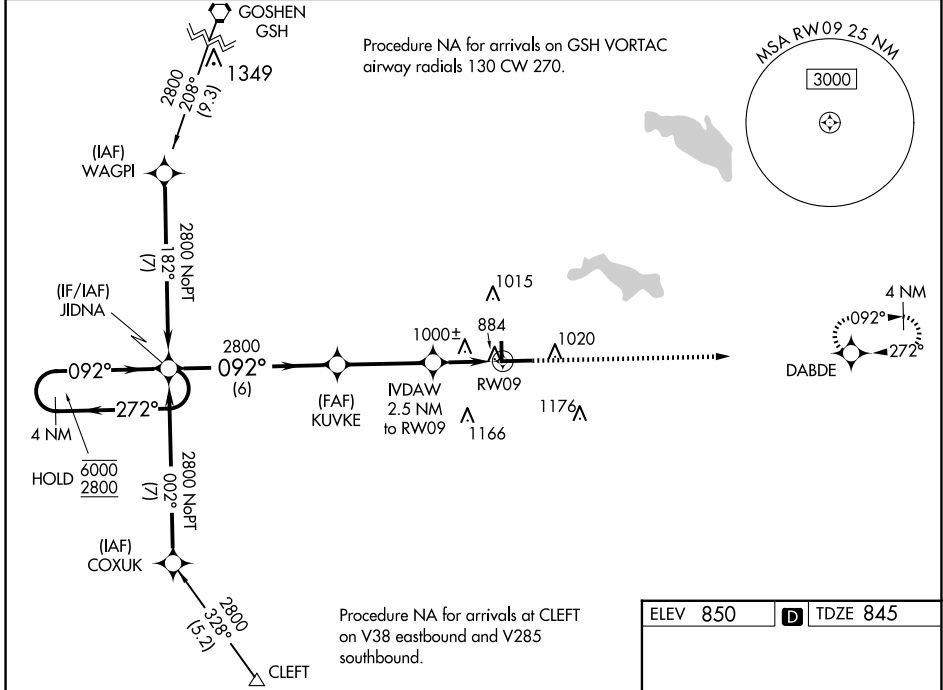 GOSHEN
GSH
1349
2800
208°
(9.3)
Procedure NA for arrivals on GSH VORTAC
airway radials 130 CW 270.
MSA RW09 25 NM
3000
(IAF)
WAGPI
2800 NoPT
182°
(7)
(IF/IAF)
JIDNA
2800
092°
(6)
092°
272°
4 NM
HOLD
6000
2800
(FAF)
KUVKE
1000±
884
1015
1020
IVDAW
2.5 NM
to RW09
RW09
1166
1176
4 NM
092°
272°
DABDE
2800 NoPT
002°
(7)
(IAF)
COXUK
2800
328°
(5.2)
CLEFT
Procedure NA for arrivals at CLEFT
on V38 eastbound and V285
southbound.
ELEV 850
D
TDZE 845